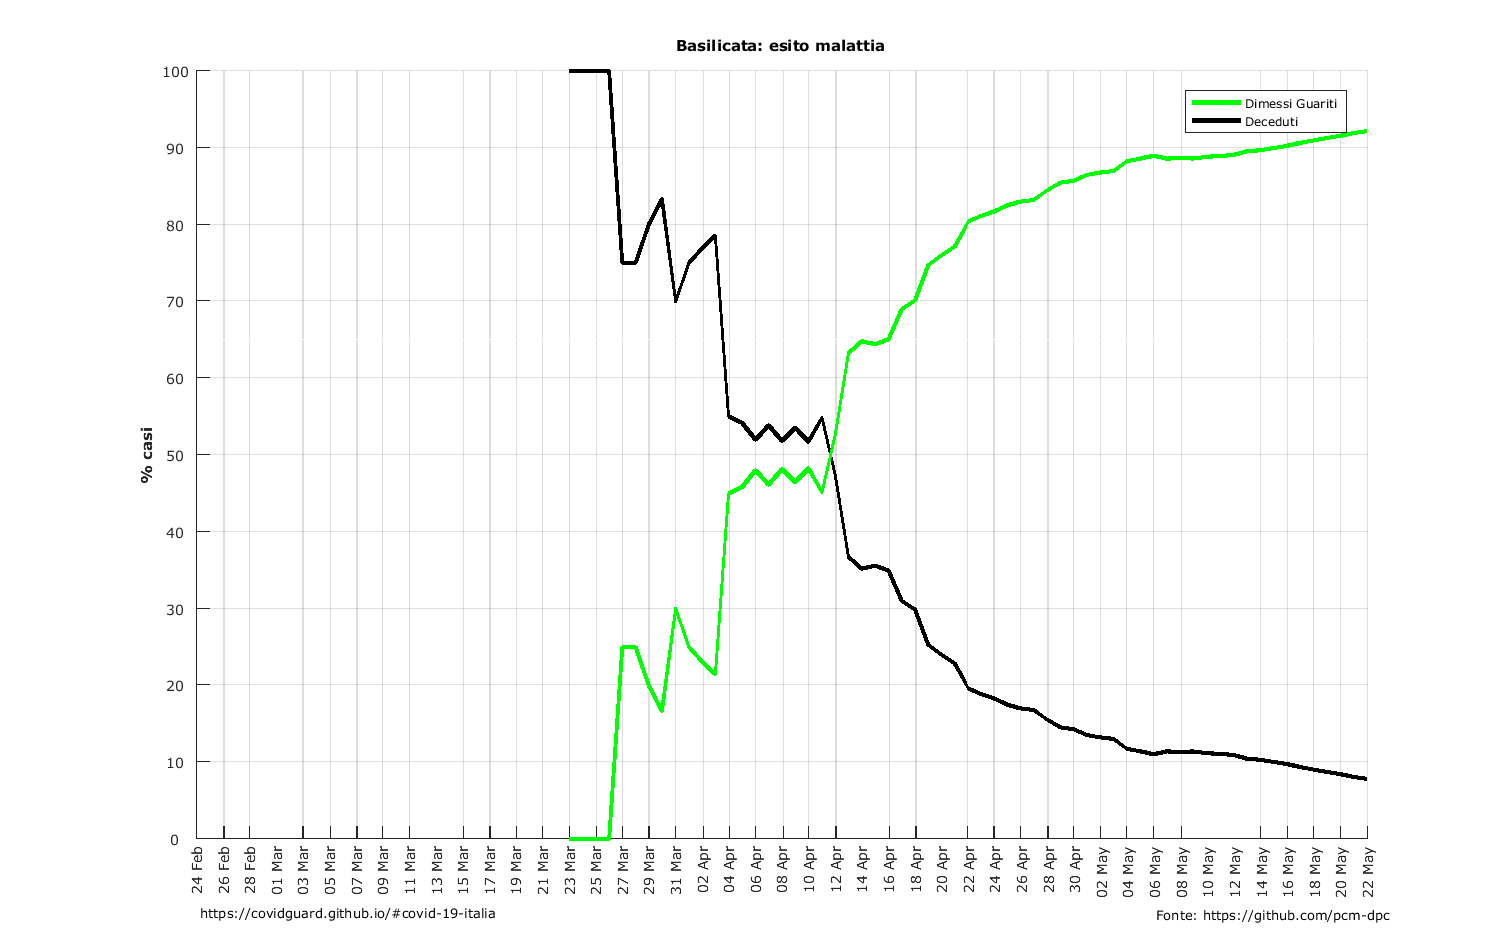 Basilicata: esito malattia
Dimessi Guariti
Deceduti
% casi
100
90
80
70
60
50
40
30
20
10
0
24 Feb
26 Feb
28 Feb
01 Mar
03 Mar
05 Mar
07 Mar
09 Mar
11 Mar
13 Mar
15 Mar
17 Mar
19 Mar
21 Mar
23 Mar
25 Mar
27 Mar
29 Mar
31 Mar
02 Apr
04 Apr
06 Apr
08 Apr
10 Apr
12 Apr
14 Apr
16 Apr
18 Apr
20 Apr
22 Apr
24 Apr
26 Apr
28 Apr
30 Apr
02 May
04 May
06 May
08 May
10 May
12 May
14 May
16 May
18 May
20 May
22 May
https://covidguard.github.io/#covid-19-italia
Fonte: https://github.com/pcm-dpc